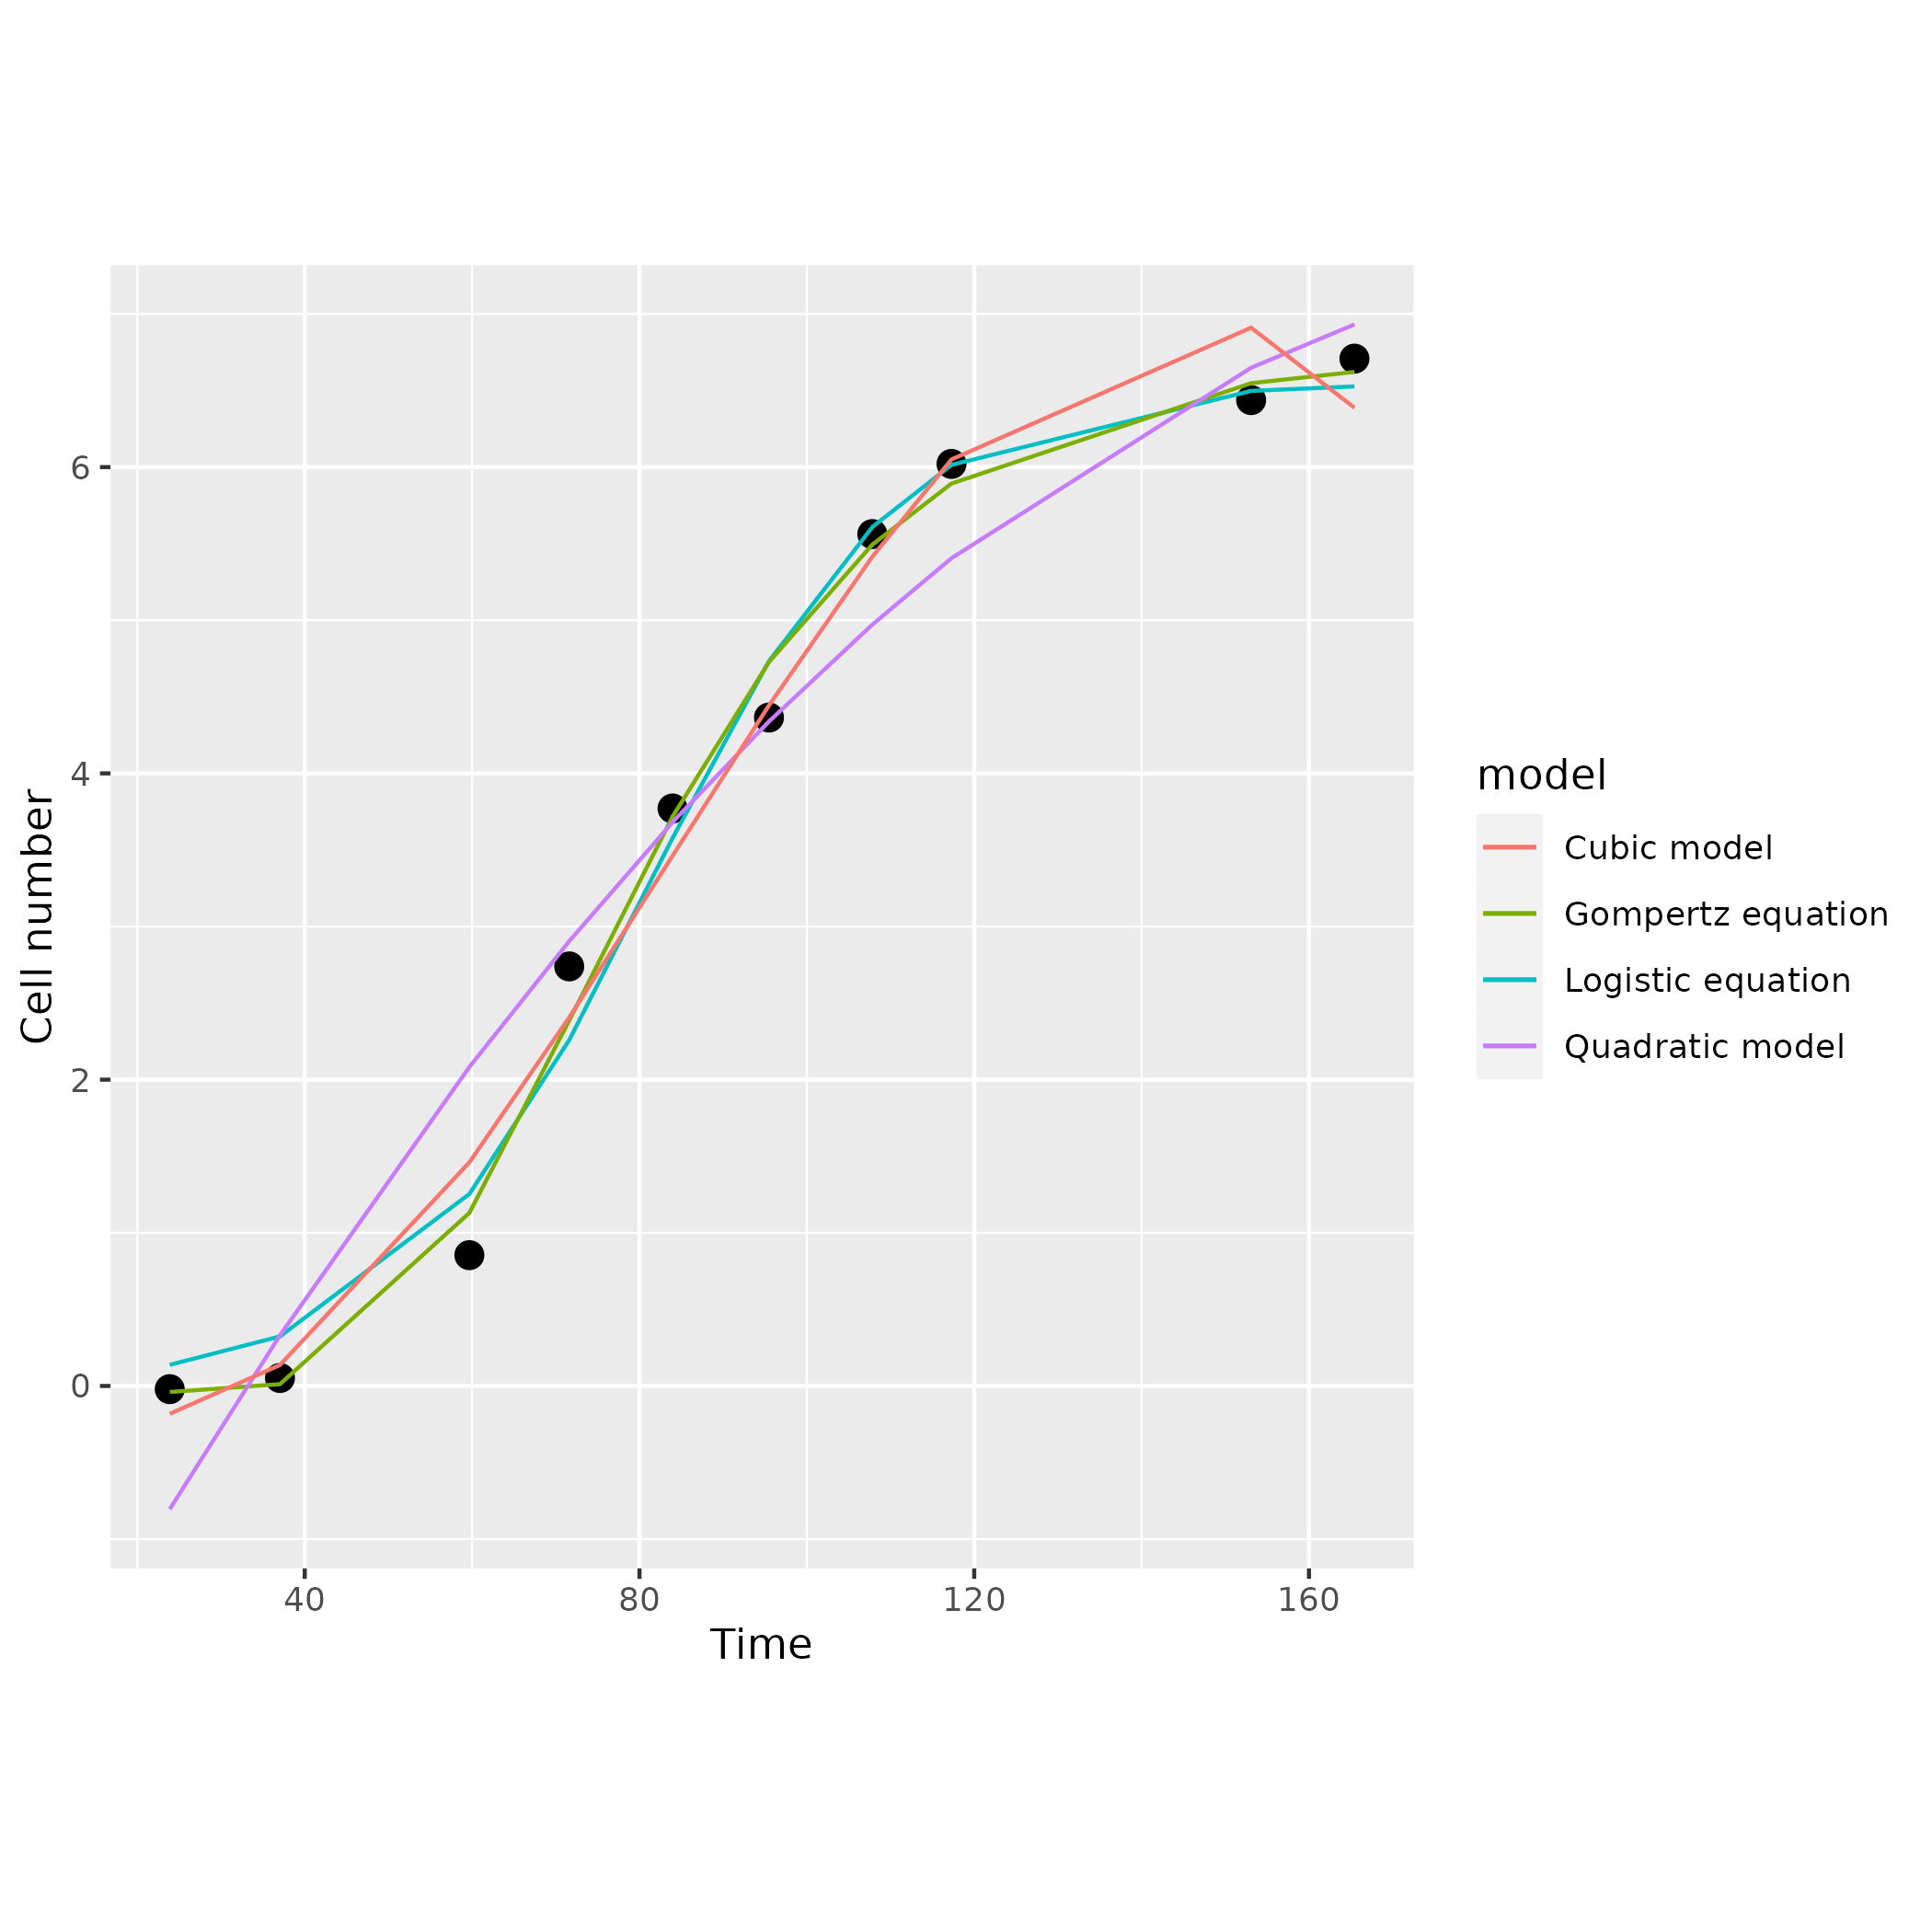 6
4
2
0
Cell number
40 80 120 160
Time
model
Cubic model
Gompertz equation
Logistic equation
Quadratic model